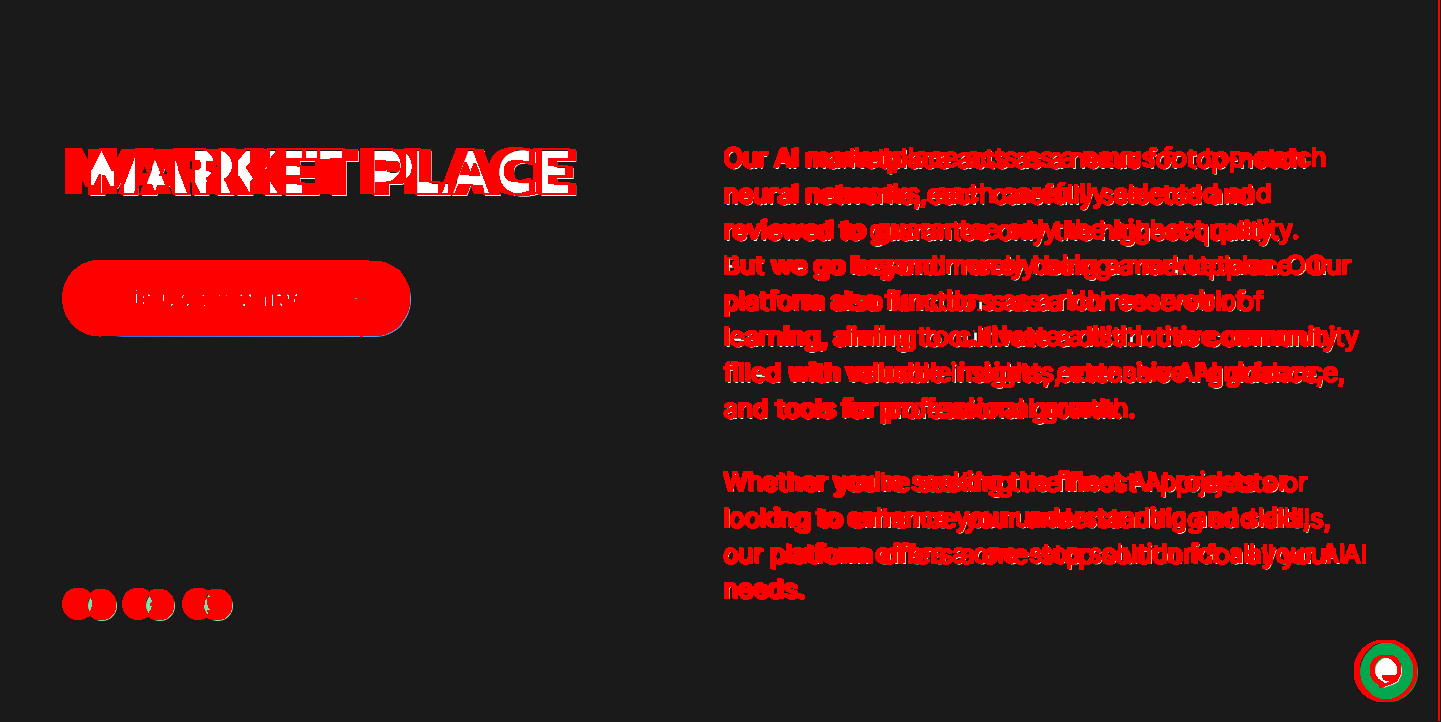 MARKETPLACE
Our AI marketplace acts as a nexus for top-notch
neural networks, each carefully selected and
reviewed to guarantee only the highest quality.
But we go beyond merely being a marketplace. Our
platform also functions as a rich reservoir of
learning, aiming to cultivate a distinctive community
filled with valuable insights, extensive AI guidance,
and tools for professional growth.
Whether you're seeking the finest AI projects or
looking to enhance your understanding and skills,
our platform offers a one-stop solution for all your AI
needs.